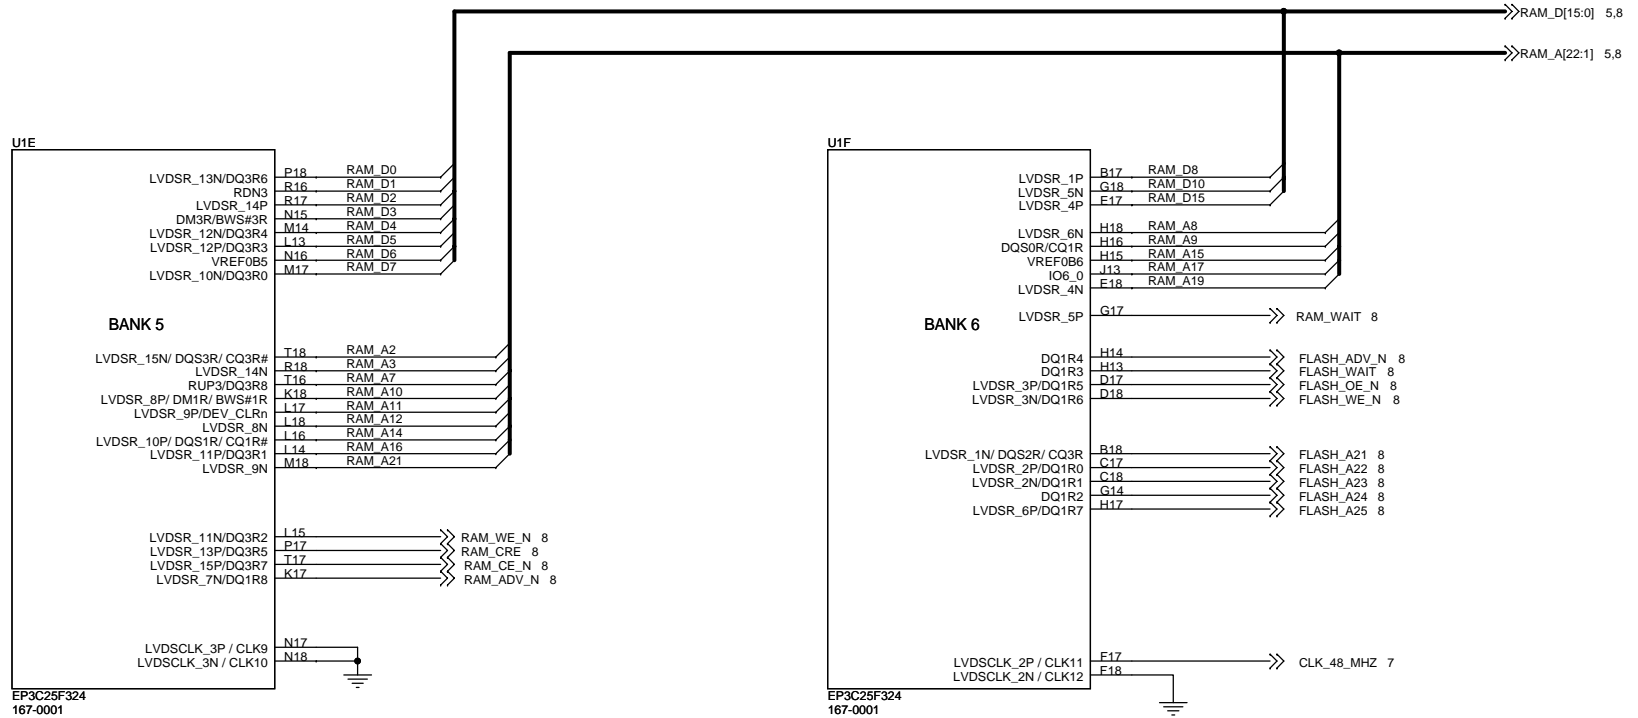 RAM_D[15:0] 5,8
RAM_A[22:1] 5,8
U1E
LVDSR_13N/DQ3R6 P18 RAM_D0
RDN3 R16 RAM_D1
LVDSR_14P R17 RAM_D2
DM3R/BWS#3R N15 RAM_D3
LVDSR_12N/DQ3R4 M14 RAM_D4
LVDSR_12P/DQ3R3 L13 RAM_D5
VREF0B5 N16 RAM_D6
LVDSR_10N/DQ3R0 M17 RAM_D7
BANK 5
LVDSR_15N/ DQS3R/ CQ3R# T18 RAM_A2
LVDSR_14N R18 RAM_A3
RUP3/DQ3R8 T16 RAM_A7
LVDSR_8P/ DM1R/ BWS#1R K18 RAM_A10
LVDSR_9P/DEV_CLRn L17 RAM_A11
LVDSR_8N L18 RAM_A12
LVDSR_10P/ DQS1R/ CQ1R# L16 RAM_A14
LVDSR_11P/DQ3R1 L14 RAM_A16
LVDSR_9N M18 RAM_A21
LVDSR_11N/DQ3R2 L15 RAM_WE_N 8
LVDSR_13P/DQ3R5 P17 RAM_CRE 8
LVDSR_15P/DQ3R7 T17 RAM_CE_N 8
LVDSR_7N/DQ1R8 K17 RAM_ADV_N 8
LVDSCLK_3P / CLK9 N17
LVDSCLK_3N / CLK10 N18
EP3C25F324
167-0001
U1F
LVDSR_1P B17 RAM_D8
LVDSR_5N G18 RAM_D10
LVDSR_4P E17 RAM_D15
LVDSR_6N H18 RAM_A8
DQS0R/CQ1R H16 RAM_A9
VREF0B6 H15 RAM_A15
IO6_0 J13 RAM_A17
LVDSR_4N E18 RAM_A19
LVDSR_5P G17 RAM_WAIT 8
BANK 6
DQ1R4 H14 FLASH_ADV_N 8
DQ1R3 H13 FLASH_WAIT 8
LVDSR_3P/DQ1R5 D17 FLASH_OE_N 8
LVDSR_3N/DQ1R6 D18 FLASH_WE_N 8
LVDSR_1N/ DQS2R/ CQ3R B18 FLASH_A21 8
LVDSR_2P/DQ1R0 C17 FLASH_A22 8
LVDSR_2N/DQ1R1 C18 FLASH_A23 8
DQ1R2 G14 FLASH_A24 8
LVDSR_6P/DQ1R7 H17 FLASH_A25 8
LVDSCLK_2P / CLK11 F17 CLK_48_MHZ 7
LVDSCLK_2N / CLK12 F18
EP3C25F324
167-0001